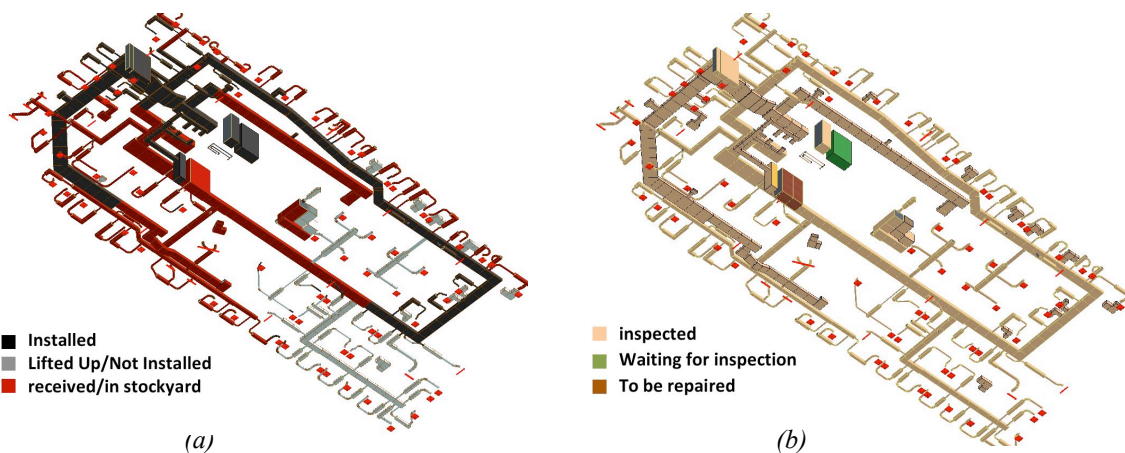 Installed
Lifted Up/Not Installed
received/in stockyard
(a)
inspected
Waiting for inspection
To be repaired
(b)